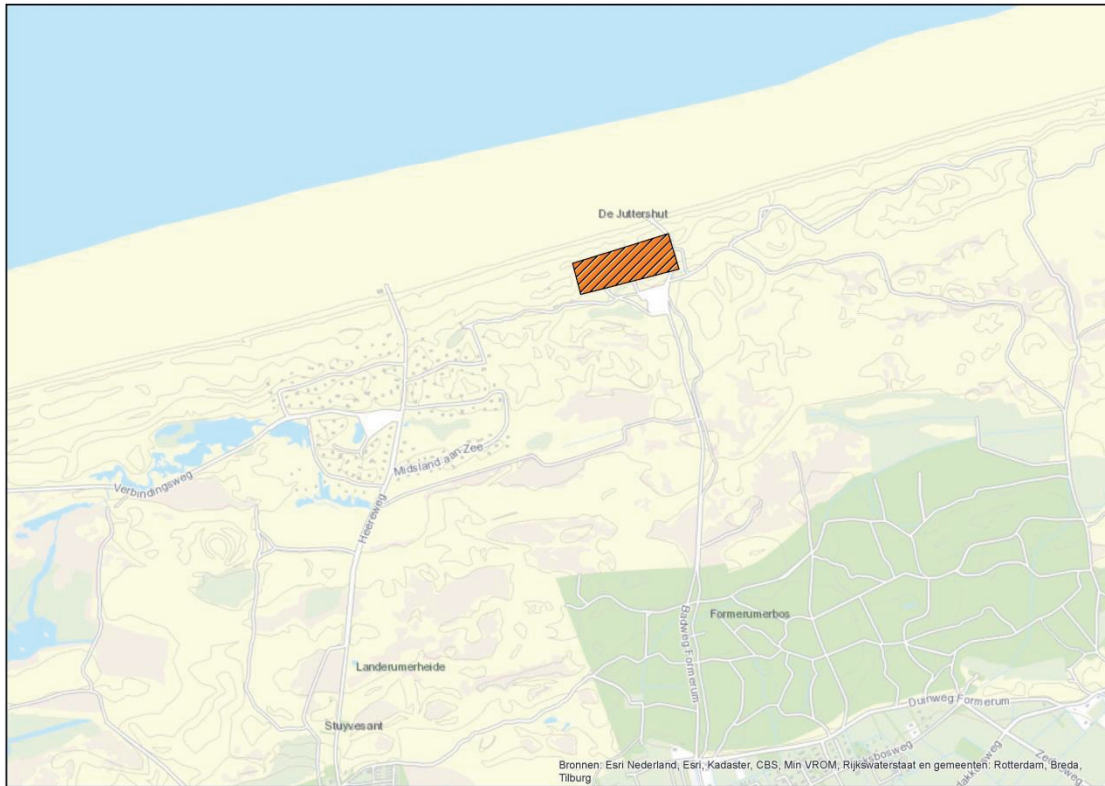 De Juttershut
Midsland aan Zee
Verbindingsweg
Heereweg
Badweg Formerum
Formerumerbos
Landerumerheide
Duinweg Formerum
Stuyvesant
Bronnen: Esri Nederland, Esri, Kadaster, CBS, Min VROM, Rijkswaterstaat en gemeenten: Rotterdam, Breda,
Tilburg